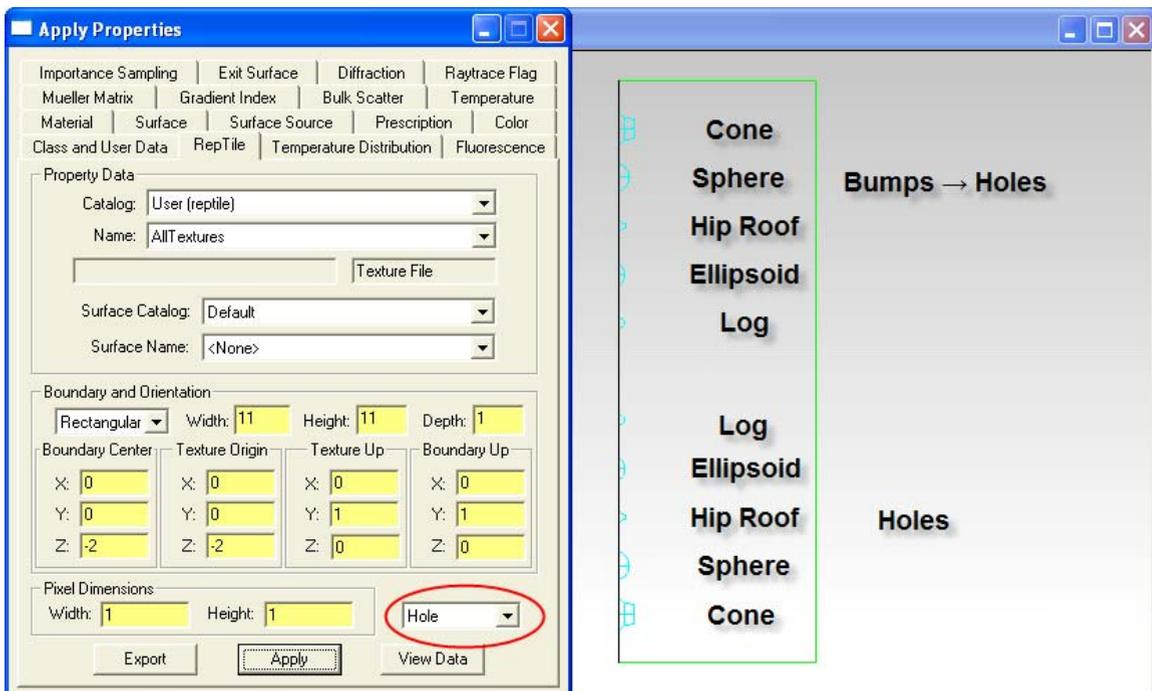 Apply Properties
Importance Sampling Exit Surface Diffraction Raytrace Flag
Mueller Matrix Gradient Index Bulk Scatter Temperature
Material Surface Surface Source Prescription Color
Class and User Data RepTile Temperature Distribution Fluorescence
Property Data
Catalog: User (reptile)
Name: AllTextures
Texture File
Surface Catalog: Default
Surface Name: <None>
Boundary and Orientation
Rectangular Width: 11 Height: 11 Depth: 1
Boundary Center Texture Origin Texture Up Boundary Up
X: 0 X: 0 X: 0 X: 0
Y: 0 Y: 0 Y: 1 Y: 1
Z: -2 Z: -2 Z: 0 Z: 0
Pixel Dimensions
Width: 1 Height: 1 Hole
Export Apply View Data
Cone
Sphere Bumps → Holes
Hip Roof
Ellipsoid
Log
Log
Ellipsoid
Hip Roof Holes
Sphere
Cone